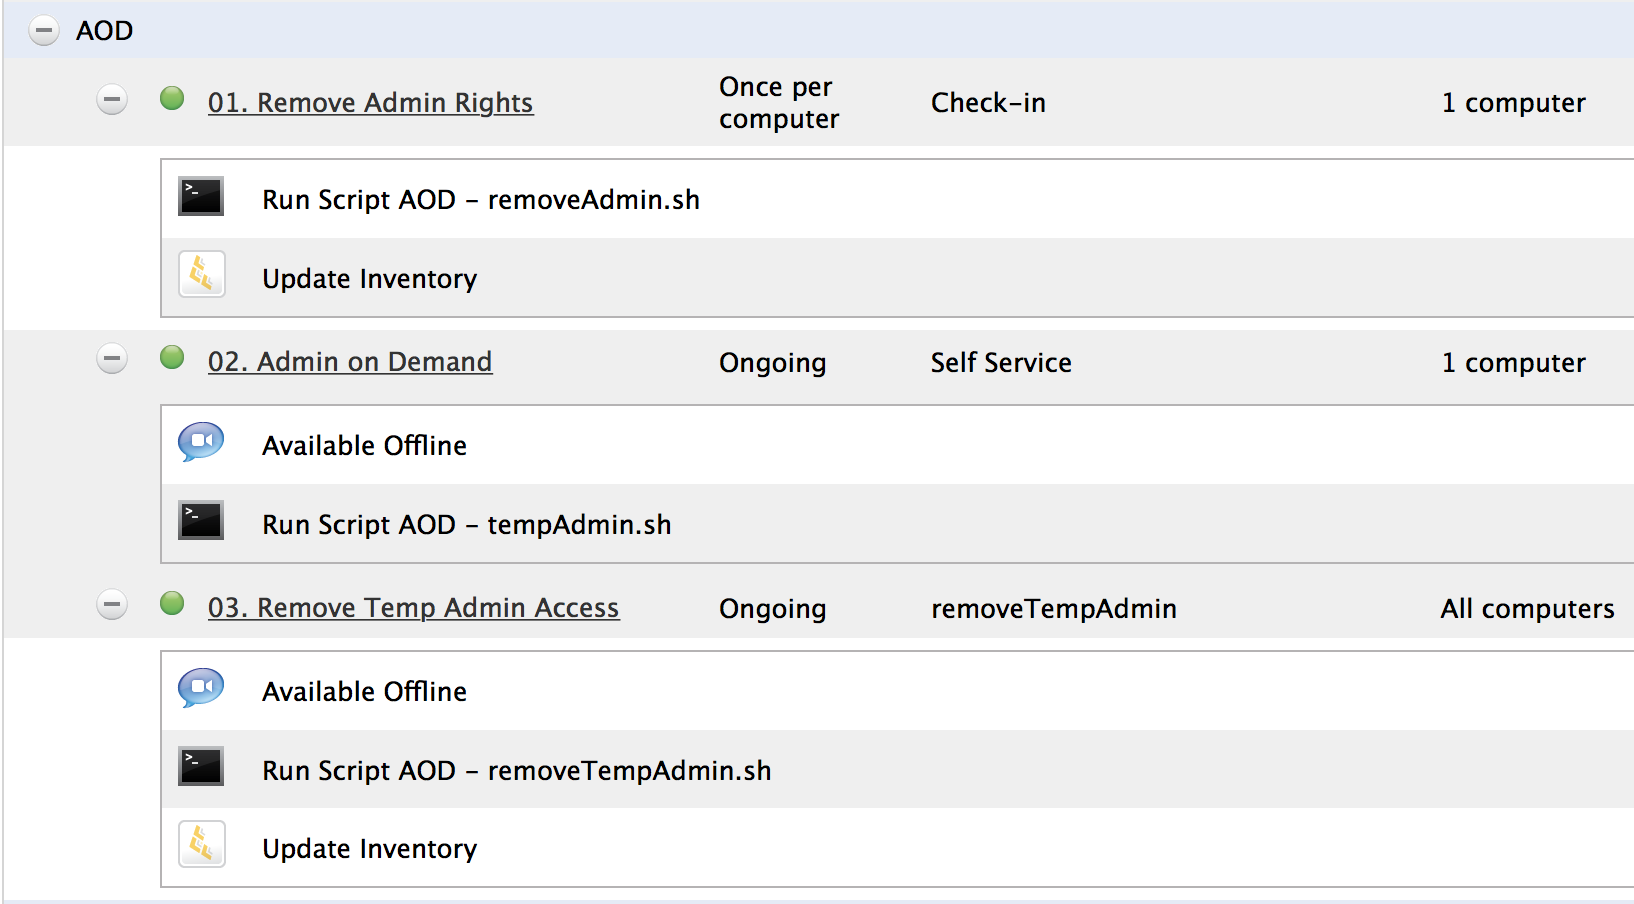 AOD
01. Remove Admin Rights
Once per
computer
Check-in
1 computer
Run Script AOD - removeAdmin.sh
Update Inventory
02. Admin on Demand
Ongoing
Self Service
1 computer
Available Offline
Run Script AOD - tempAdmin.sh
03. Remove Temp Admin Access
Ongoing
removeTempAdmin
All computers
Available Offline
Run Script AOD - removeTempAdmin.sh
Update Inventory